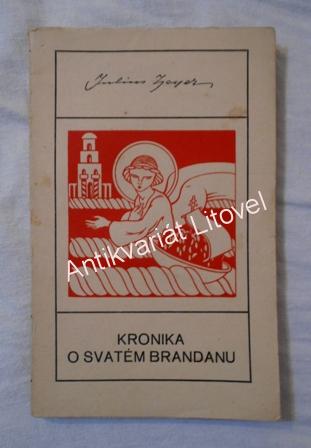 Julius Zeyer
Antikvariát Litovel
KRONIKA
O SVATÉM BRANDANU